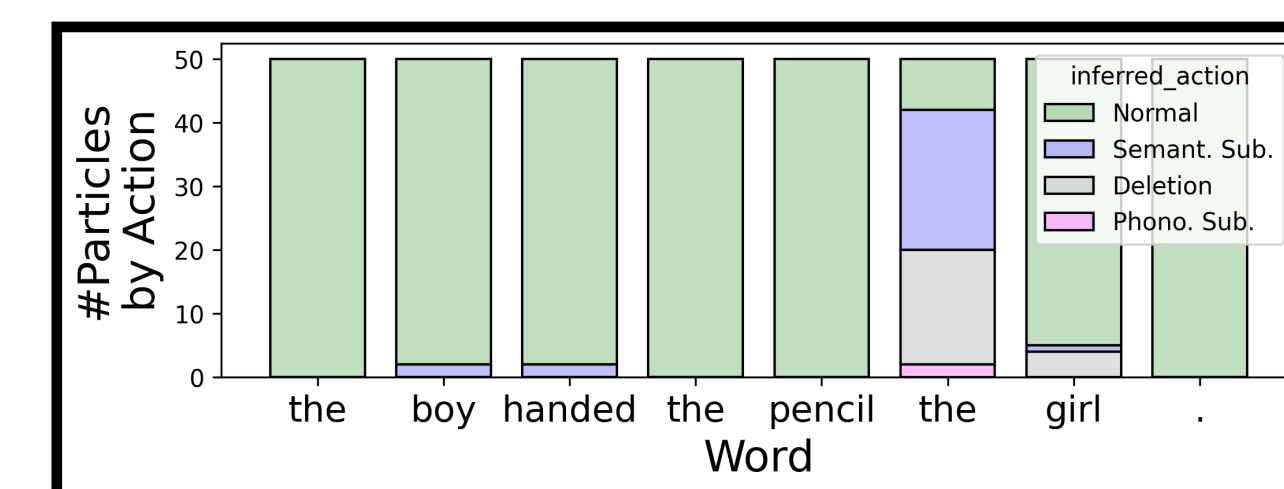 #Particles
by Action
50
40
30
20
10
0
inferred_action
Normal
Semant. Sub.
Deletion
Phono. Sub.
the boy handed the pencil the girl .
Word